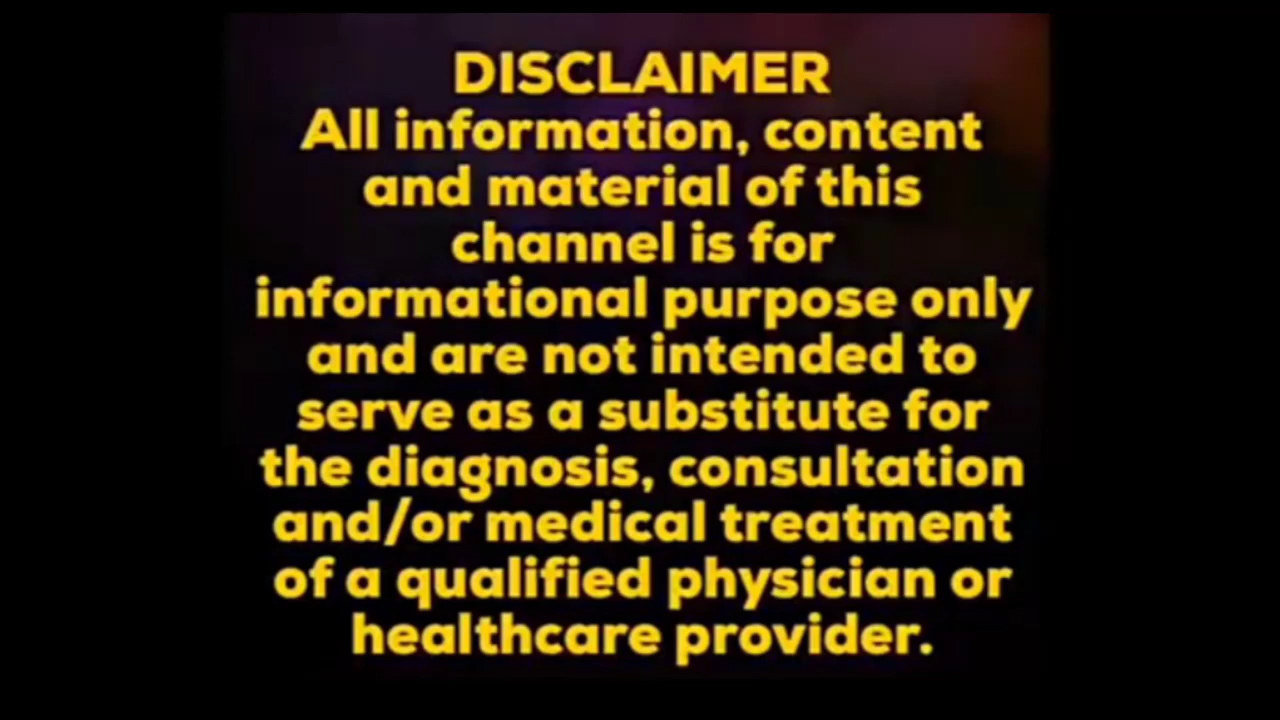 DISCLAIMER
All information, content
and material of this
channel is for
informational purpose only
and are not intended to
serve as a substitute for
the diagnosis, consultation
and/or medical treatment
of a qualified physician or
healthcare provider.